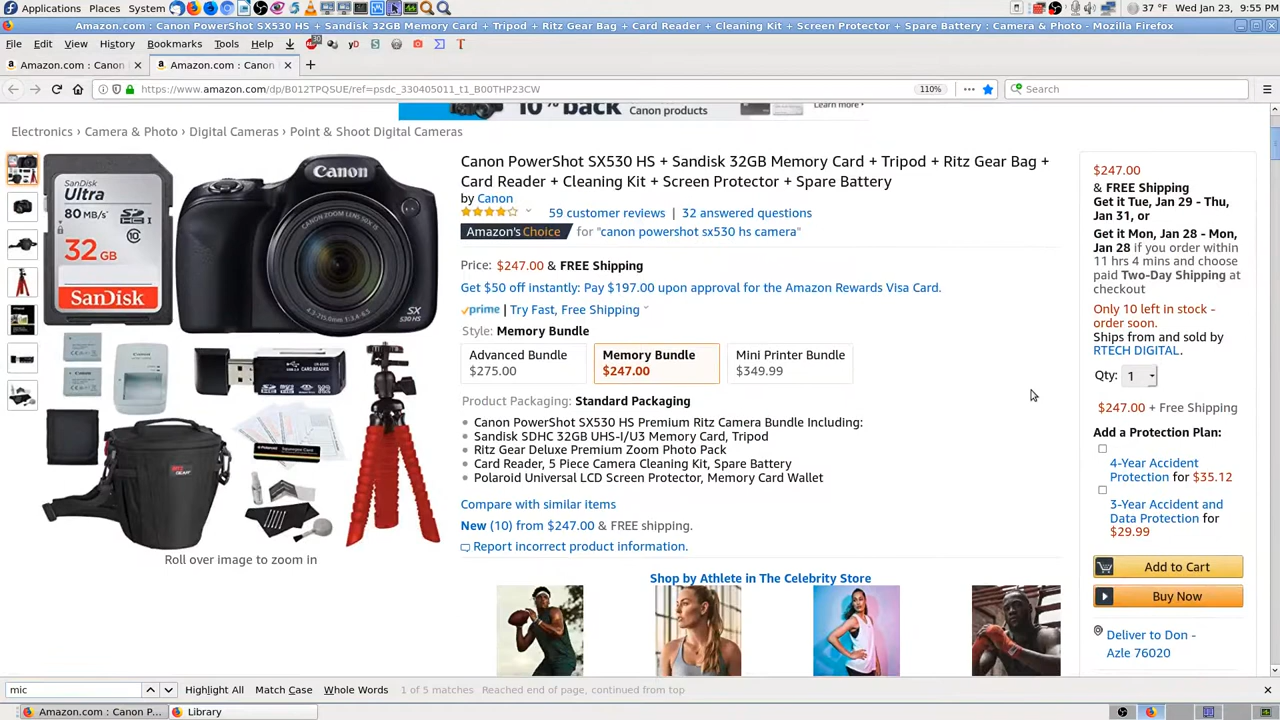 Applications Places System 37 °F Wed Jan 23, 9:55 PM
Amazon.com : Canon PowerShot SX530 HS + Sandisk 32GB Memory Card + Tripod + Ritz Gear Bag + Card Reader + Cleaning Kit + Screen Protector + Spare Battery : Camera & Photo - Mozilla Firefox
File Edit View History Bookmarks Tools Help
Amazon.com : Canon Amazon.com : Canon
https://www.amazon.com/dp/B012TPQSUE/ref=psdc_330405011_t1_B00THP23CW 110% Search
10% back Canon products Learn more
Electronics › Camera & Photo › Digital Cameras › Point & Shoot Digital Cameras
SanDisk
Ultra
80 MB/s
32 GB
SanDisk
Canon
CANON ZOOM LENS
SX
530 HS
CARD READER
Canon PowerShot SX530 HS + Sandisk 32GB Memory Card + Tripod + Ritz Gear Bag +
Card Reader + Cleaning Kit + Screen Protector + Spare Battery
by Canon
59 customer reviews | 32 answered questions
Amazon's Choice for "canon powershot sx530 hs camera"
Price: $247.00 & FREE Shipping
Get $50 off instantly: Pay $197.00 upon approval for the Amazon Rewards Visa Card.
prime | Try Fast, Free Shipping
Style: Memory Bundle
Advanced Bundle Memory Bundle Mini Printer Bundle
$275.00 $247.00 $349.99
Product Packaging: Standard Packaging
• Canon PowerShot SX530 HS Premium Ritz Camera Bundle Including:
• Sandisk SDHC 32GB UHS-I/U3 Memory Card, Tripod
• Ritz Gear Deluxe Premium Zoom Photo Pack
• Card Reader, 5 Piece Camera Cleaning Kit, Spare Battery
• Polaroid Universal LCD Screen Protector, Memory Card Wallet
Compare with similar items
New (10) from $247.00 & FREE shipping.
Report incorrect product information.
Roll over image to zoom in
Shop by Athlete in The Celebrity Store
$247.00
& FREE Shipping
Get it Tue, Jan 29 - Thu,
Jan 31, or
Get it Mon, Jan 28 - Mon,
Jan 28 if you order within
11 hrs 4 mins and choose
paid Two-Day Shipping at
checkout
Only 10 left in stock -
order soon.
Ships from and sold by
RTECH DIGITAL.
Qty: 1
$247.00 + Free Shipping
Add a Protection Plan:
4-Year Accident
Protection for $35.12
3-Year Accident and
Data Protection for
$29.99
Add to Cart
Buy Now
Deliver to Don -
Azle 76020
mic Highlight All Match Case Whole Words 1 of 5 matches Reached end of page, continued from top
Amazon.com : Canon P... Library